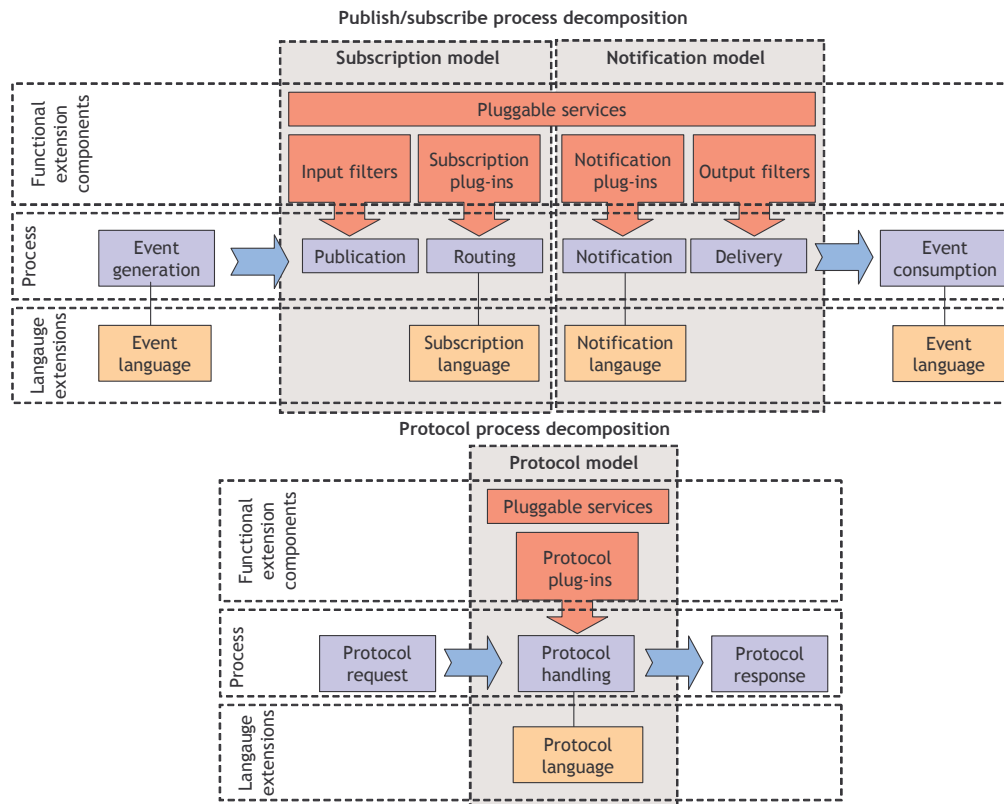 Publish/subscribe process decomposition
Subscription model
Notification model
Functional
extension
components
Pluggable services
Input filters
Subscription
plug-ins
Notification
plug-ins
Output filters
Process
Event
generation
Publication
Routing
Notification
Delivery
Event
consumption
Langauge
extensions
Event
language
Subscription
language
Notification
langauge
Event
language
Protocol process decomposition
Protocol model
Functional
extension
components
Pluggable services
Protocol
plug-ins
Process
Protocol
request
Protocol
handling
Protocol
response
Langauge
extensions
Protocol
language